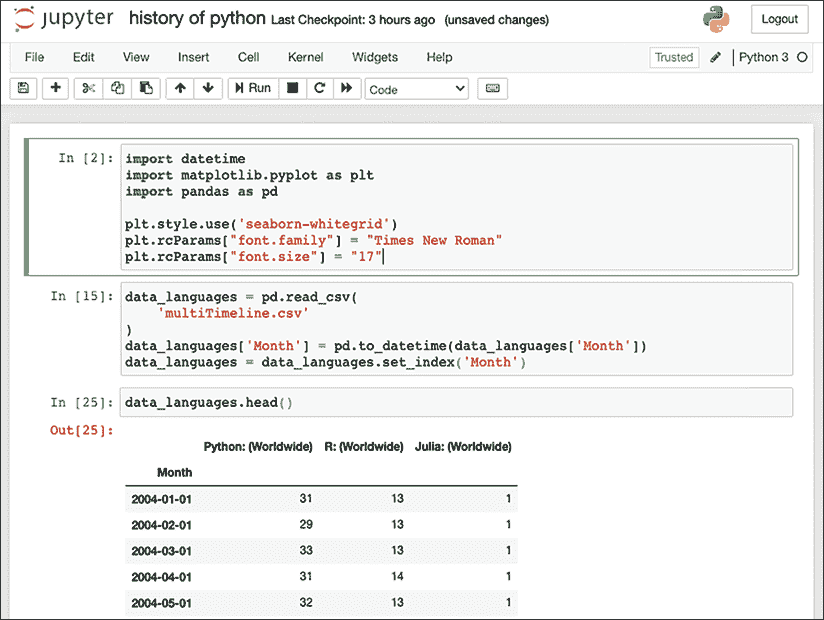 jupyter history of python Last Checkpoint: 3 hours ago (unsaved changes) Logout
File Edit View Insert Cell Kernel Widgets Help Trusted Python 3
Run Code
In [2]: import datetime
import matplotlib.pyplot as plt
import pandas as pd
plt.style.use('seaborn-whitegrid')
plt.rcParams["font.family"] = "Times New Roman"
plt.rcParams["font.size"] = "17"
In [15]: data_languages = pd.read_csv(
    'multiTimeline.csv'
)
data_languages['Month'] = pd.to_datetime(data_languages['Month'])
data_languages = data_languages.set_index('Month')
In [25]: data_languages.head()
Out[25]:
Python: (Worldwide) R: (Worldwide) Julia: (Worldwide)
Month
2004-01-01 31 13 1
2004-02-01 29 13 1
2004-03-01 33 13 1
2004-04-01 31 14 1
2004-05-01 32 13 1